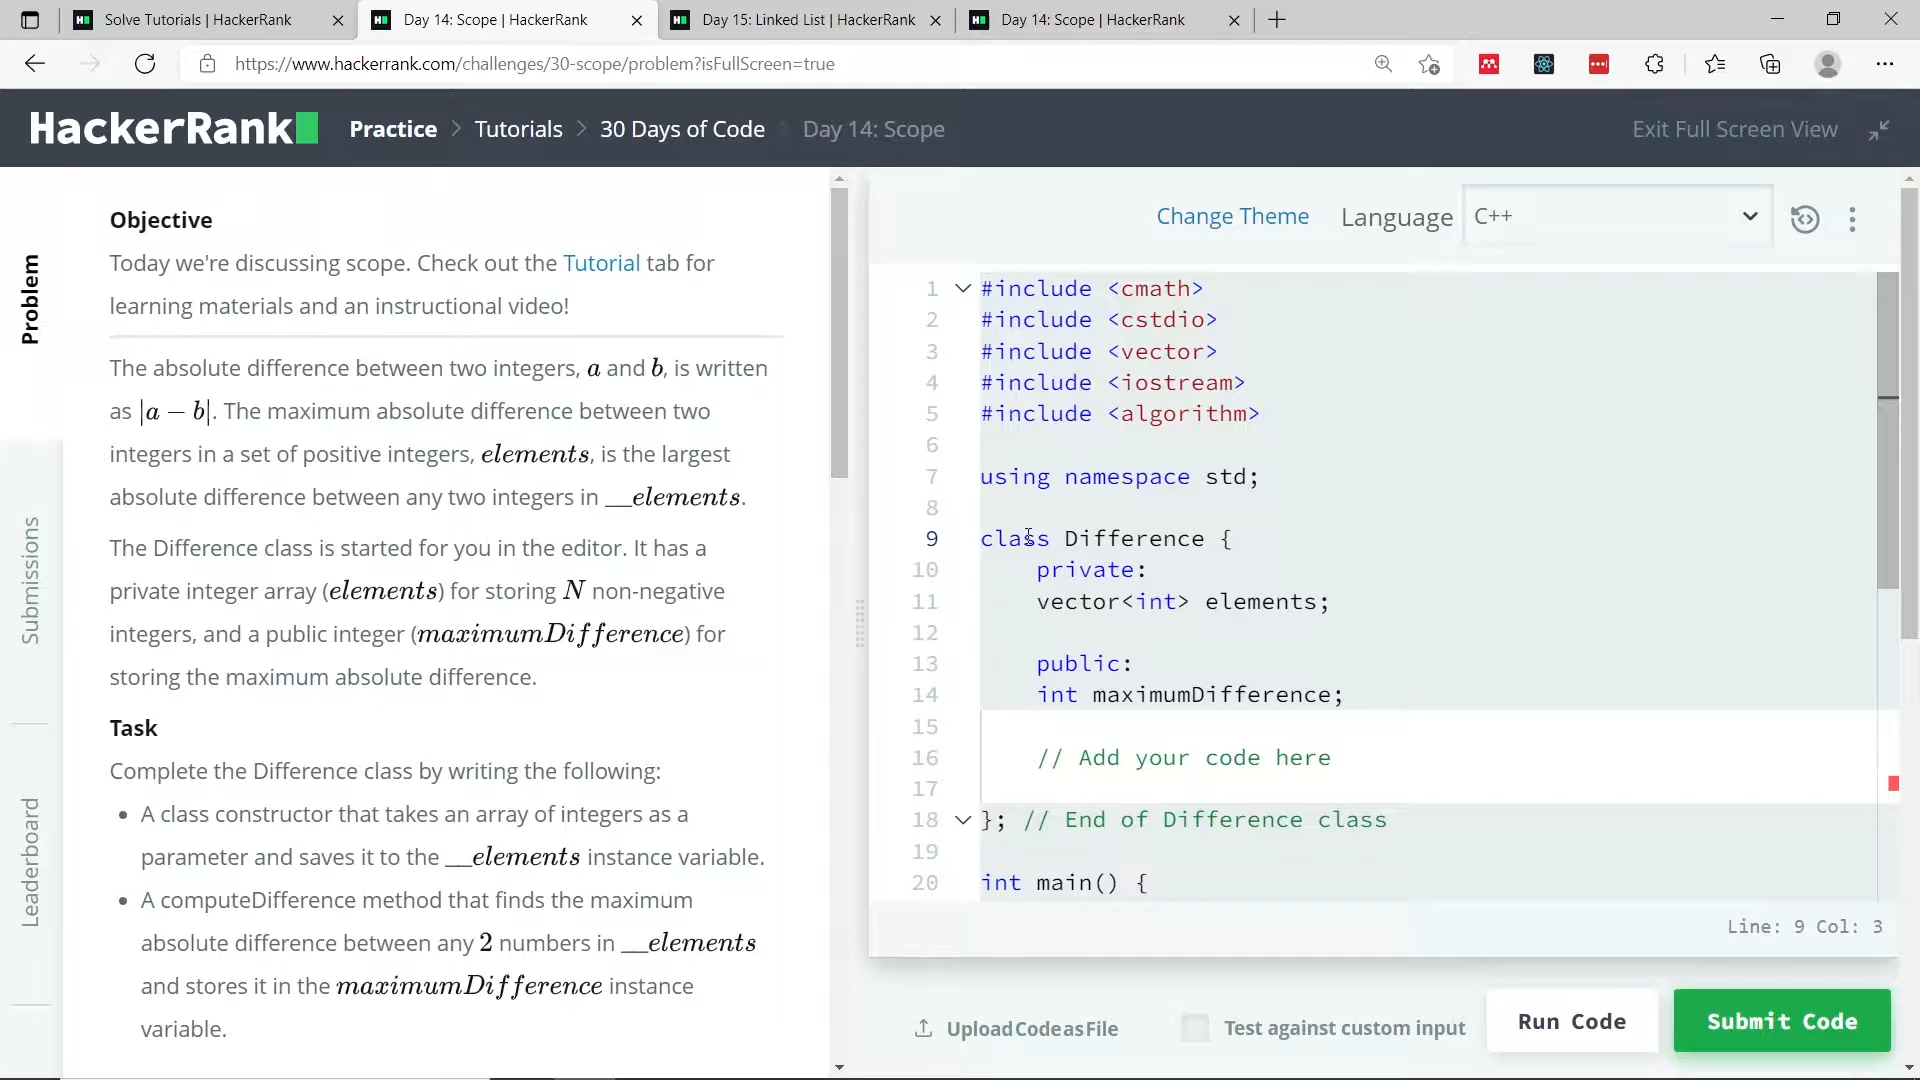 Solve Tutorials | HackerRank
Day 14: Scope | HackerRank
Day 15: Linked List | HackerRank
Day 14: Scope | HackerRank
https://www.hackerrank.com/challenges/30-scope/problem?isFullScreen=true
HackerRank
Practice > Tutorials > 30 Days of Code > Day 14: Scope
Exit Full Screen View
Problem
Submissions
Leaderboard
Objective
Today we're discussing scope. Check out the Tutorial tab for
learning materials and an instructional video!
The absolute difference between two integers, a and b, is written
as |a − b|. The maximum absolute difference between two
integers in a set of positive integers, elements, is the largest
absolute difference between any two integers in __elements.
The Difference class is started for you in the editor. It has a
private integer array (elements) for storing N non-negative
integers, and a public integer (maximumDifference) for
storing the maximum absolute difference.
Task
Complete the Difference class by writing the following:
• A class constructor that takes an array of integers as a
parameter and saves it to the __elements instance variable.
• A computeDifference method that finds the maximum
absolute difference between any 2 numbers in __elements
and stores it in the maximumDifference instance
variable.
Change Theme
Language
C++
1 #include <cmath>
2 #include <cstdio>
3 #include <vector>
4 #include <iostream>
5 #include <algorithm>
6
7 using namespace std;
8
9 class Difference {
10 private:
11 vector<int> elements;
12
13 public:
14 int maximumDifference;
15
16 // Add your code here
17
18 }; // End of Difference class
19
20 int main() {
Line: 9 Col: 3
Upload Code as File
Test against custom input
Run Code
Submit Code